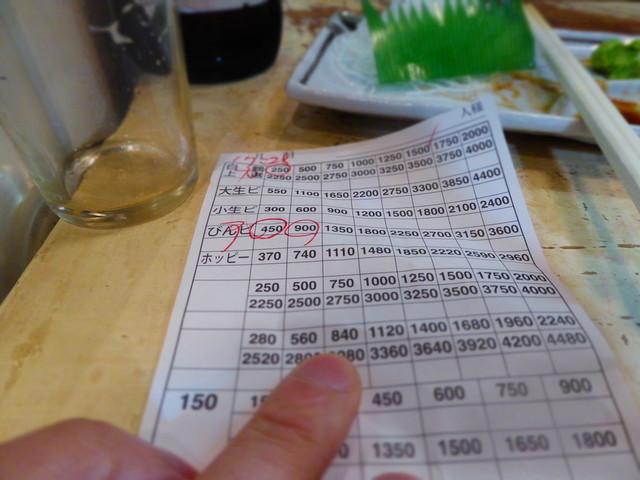 人様
250 500 750 1000 1250 1500 1750 2000
2250 2500 2750 3000 3250 3500 3750 4000
大生ビ 550 1100 1650 2200 2750 3300 3850 4400
小生ビ 300 600 900 1200 1500 1800 2100 2400
びんビ 450 900 1350 1800 2250 2700 3150 3600
ホッピー 370 740 1110 1480 1850 2220 2590 2960
250 500 750 1000 1250 1500 1750 2000
2250 2500 2750 3000 3250 3500 3750 4000
280 560 840 1120 1400 1680 1960 2240
2520 3360 3640 3920 4200 4480
150 450 600 750 900
1350 1500 1650 1800